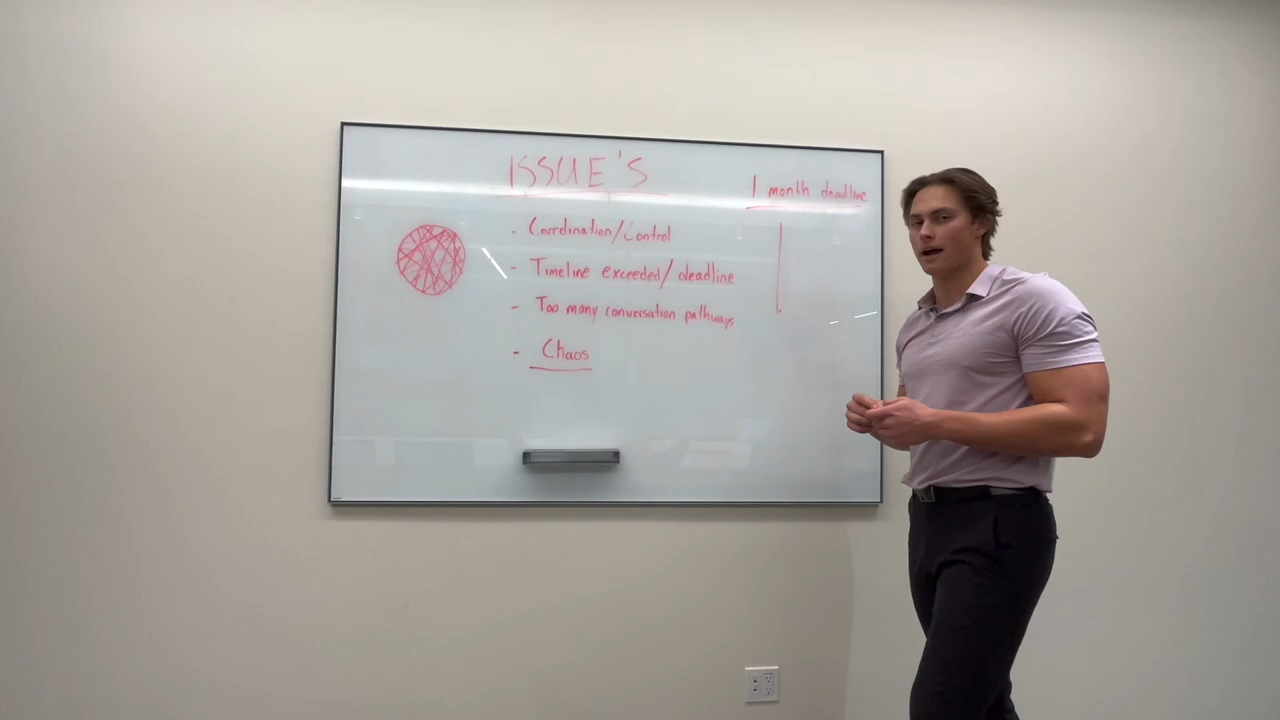 ISSUE'S
1 month deadline
- Coordination/Control
- Timeline exceeded/deadline
- Too many conversation pathways
- Chaos